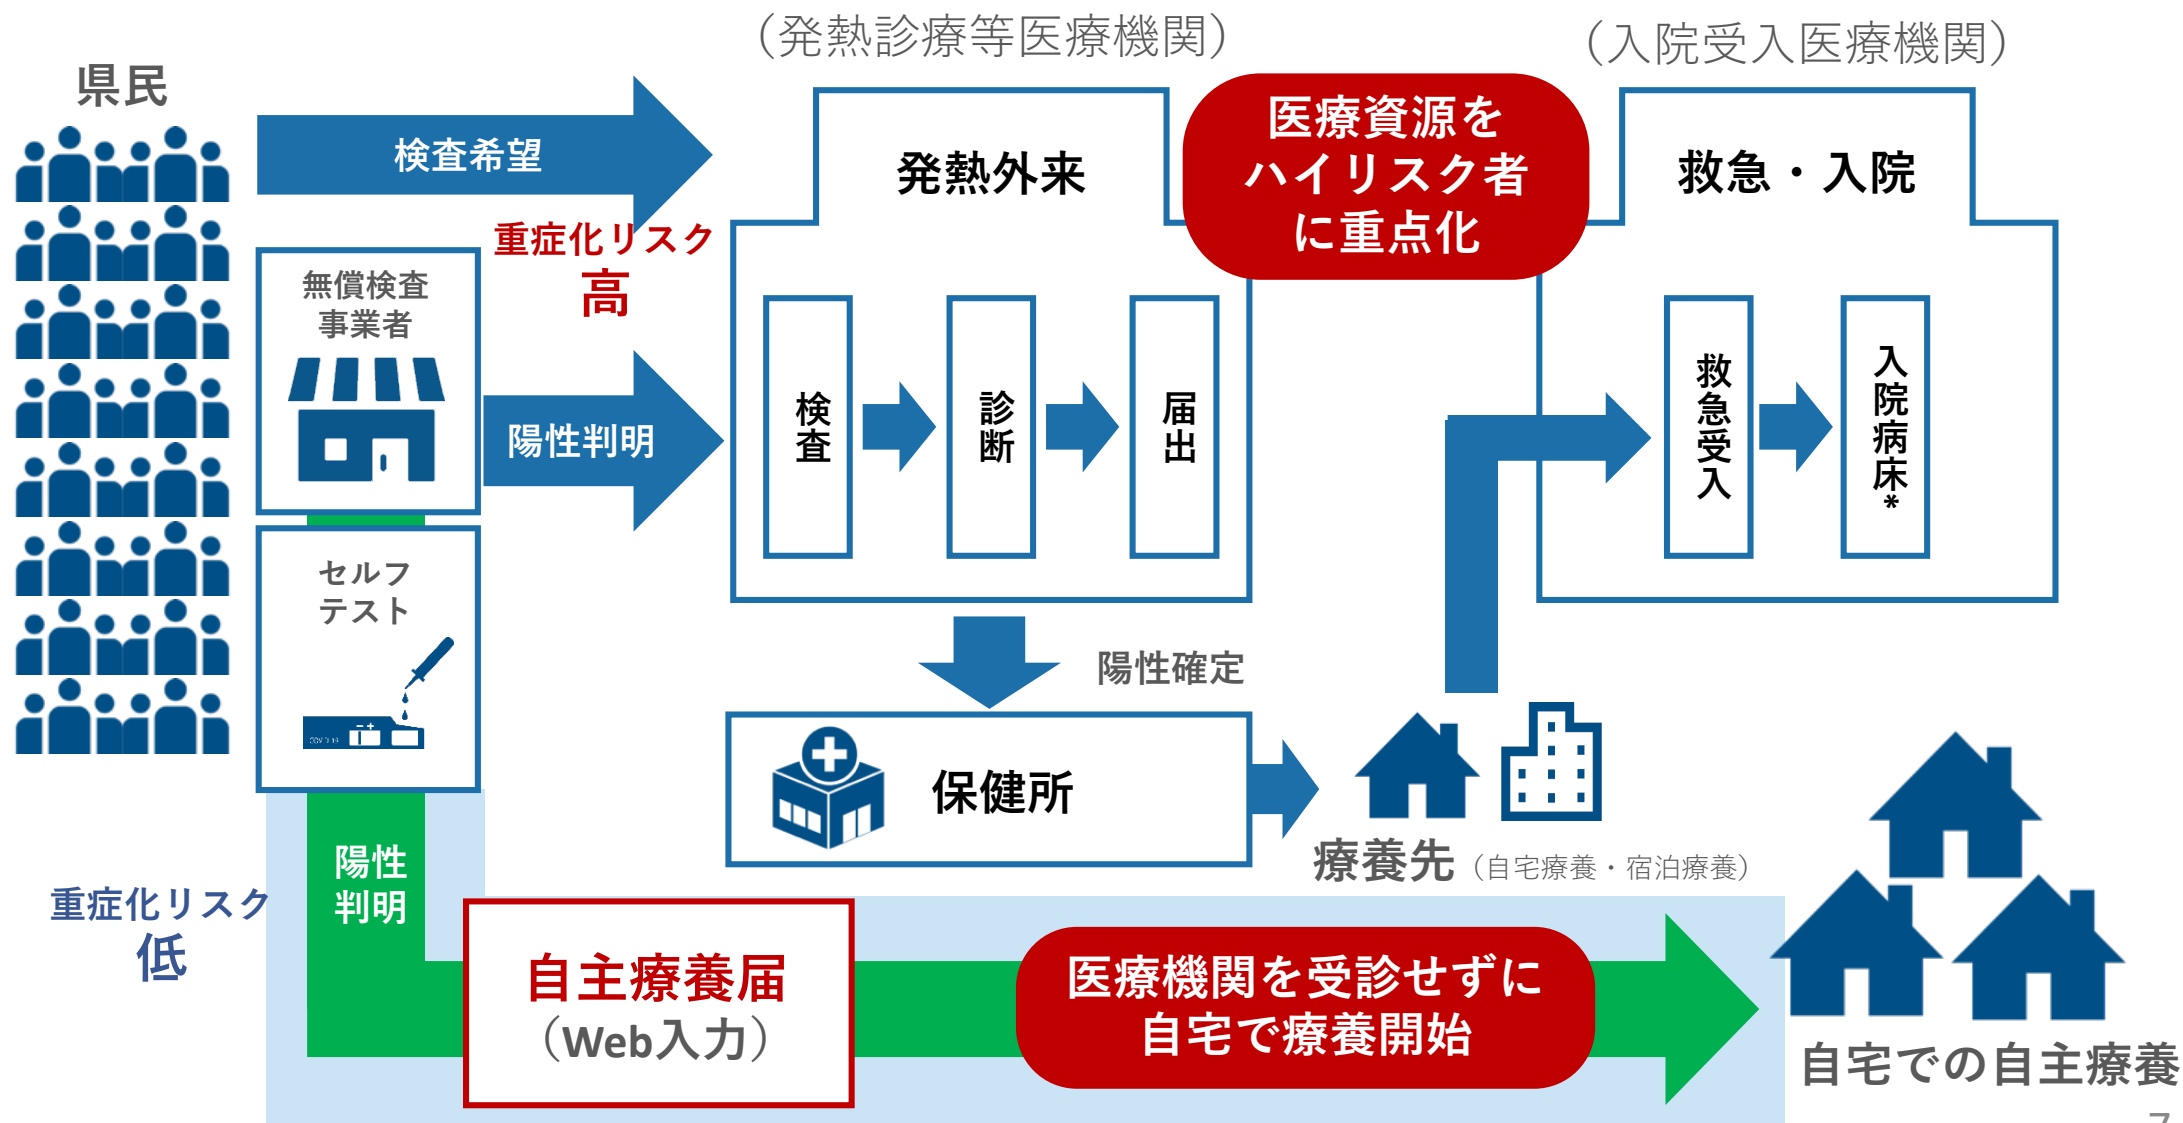 （発熱診療等医療機関）
（入院受入医療機関）
県民
検査希望
発熱外来
医療資源を
ハイリスク者
に重点化
救急・入院
重症化リスク
高
無償検査
事業者
陽性判明
検査
診断
届出
救急受入
入院病床*
セルフ
テスト
陽性確定
保健所
療養先（自宅療養・宿泊療養）
陽性
判明
重症化リスク
低
自主療養届
（Web入力）
医療機関を受診せずに
自宅で療養開始
自宅での自主療養
7